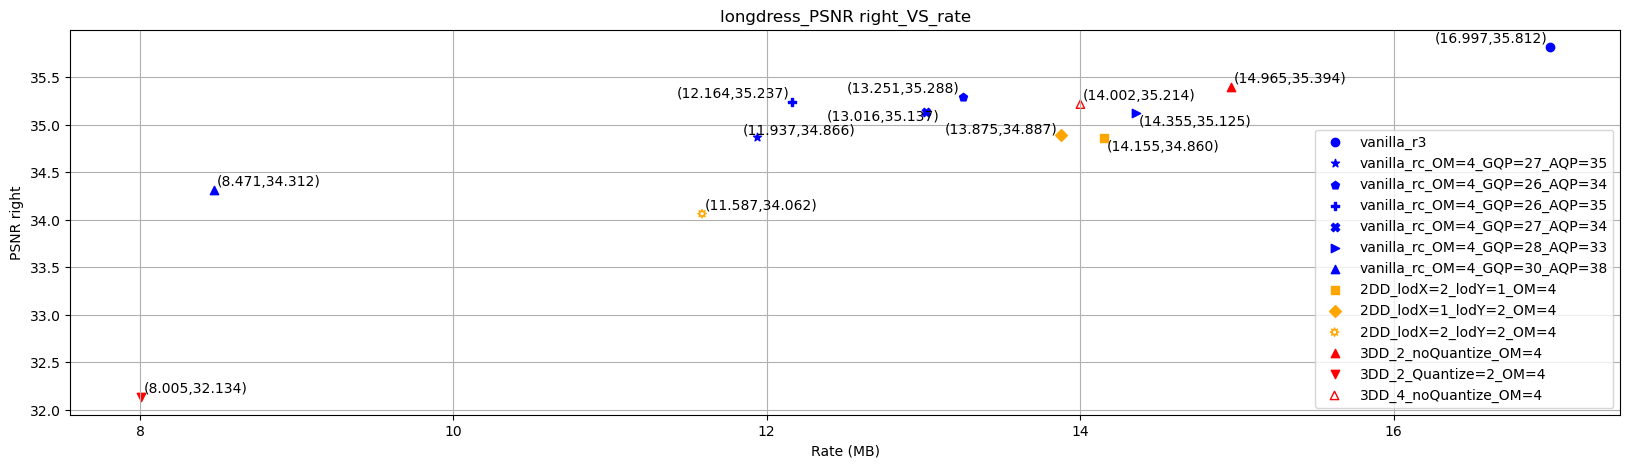 longdress_PSNR right_VS_rate
(16.997,35.812)
(14.965,35.394)
(13.251,35.288)
(12.164,35.237)
(14.002,35.214)
(13.016,35.137)
(14.355,35.125)
(11.937,34.866)
(13.875,34.887)
(14.155,34.860)
(8.471,34.312)
(11.587,34.062)
(8.005,32.134)
PSNR right
35.5
35.0
34.5
34.0
33.5
33.0
32.5
32.0
vanilla_r3
vanilla_rc_OM=4_GQP=27_AQP=35
vanilla_rc_OM=4_GQP=26_AQP=34
vanilla_rc_OM=4_GQP=26_AQP=35
vanilla_rc_OM=4_GQP=27_AQP=34
vanilla_rc_OM=4_GQP=28_AQP=33
vanilla_rc_OM=4_GQP=30_AQP=38
2DD_lodX=2_lodY=1_OM=4
2DD_lodX=1_lodY=2_OM=4
2DD_lodX=2_lodY=2_OM=4
3DD_2_noQuantize_OM=4
3DD_2_Quantize=2_OM=4
3DD_4_noQuantize_OM=4
8 10 12 14 16
Rate (MB)